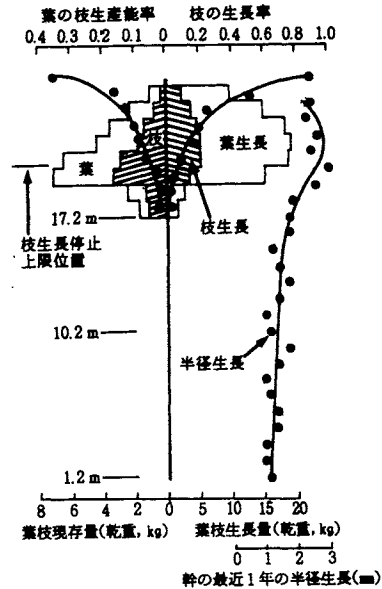 葉の枝生産能率 枝の生長率
0.4 0.3 0.2 0.1 0 0.2 0.4 0.6 0.8 1.0
枝
葉生長
葉
17.2 m
枝生長
枝生長停止
上限位置
10.2 m
半径生長
1.2 m
8 6 4 2 0 5 10 15 20
葉枝現存量(乾重, kg) 葉枝生長量(乾重, kg)
0 1 2 3
幹の最近1年の半径生長(㎜)